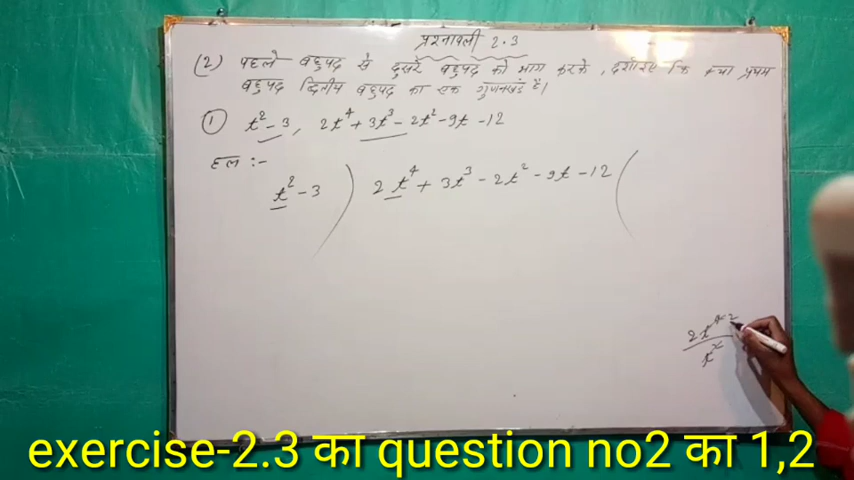 प्रश्नावली 2.3
(2) पहले बहुपद से दुसरे बहुपद को भाग करके, दर्शाइए कि क्या प्रथम
बहुपद द्वितीय बहुपद का एक गुणनखंड हैं।
① t² - 3, 2t⁴ + 3t³ - 2t² - 9t - 12
हल :-
t² - 3 ) 2t⁴ + 3t³ - 2t² - 9t - 12 (
exercise-2.3 का question no2 का 1,2